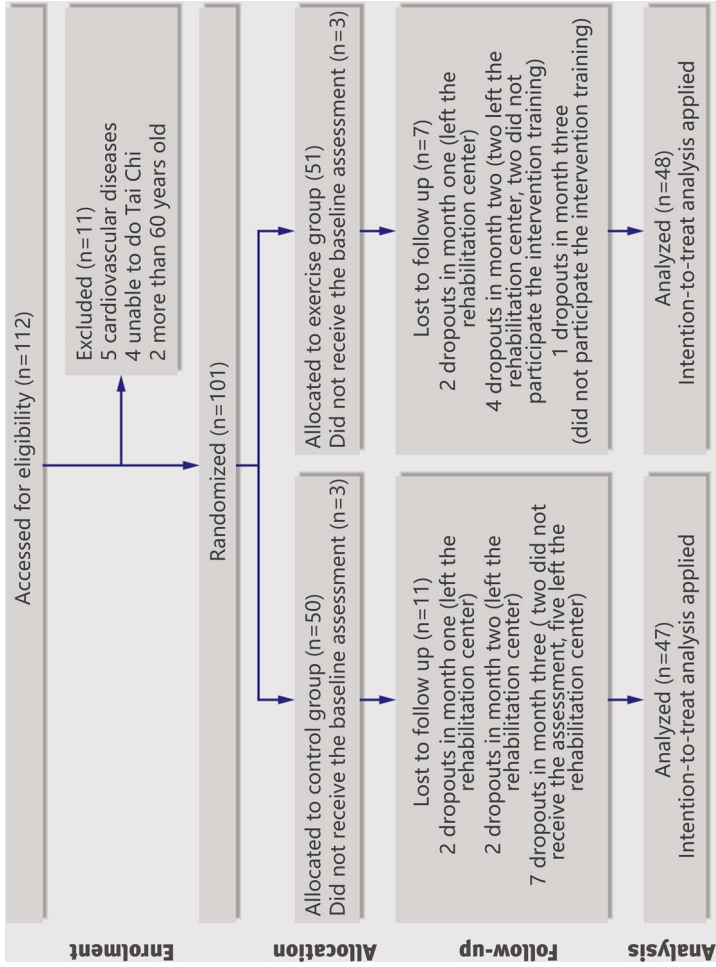 Accessed for eligibility (n=112)
Enrolment
Excluded (n=11)
5 cardiovascular diseases
4 unable to do Tai Chi
2 more than 60 years old
Randomized (n=101)
Allocation
Allocated to control group (n=50)
Did not receive the baseline assessment (n=3)
Allocated to exercise group (51)
Did not receive the baseline assessment (n=3)
Follow-up
Lost to follow up (n=11)
2 dropouts in month one (left the
rehabilitation center)
2 dropouts in month two (left the
rehabilitation center)
7 dropouts in month three ( two did not
receive the assessment, five left the
rehabilitation center)
Lost to follow up (n=7)
2 dropouts in month one (left the
rehabilitation center)
4 dropouts in month two (two left the
rehabilitation center, two did not
participate the intervention training)
1 dropouts in month three
(did not participate the intervention training)
Analysis
Analyzed (n=47)
Intention-to-treat analysis applied
Analyzed (n=48)
Intention-to-treat analysis applied